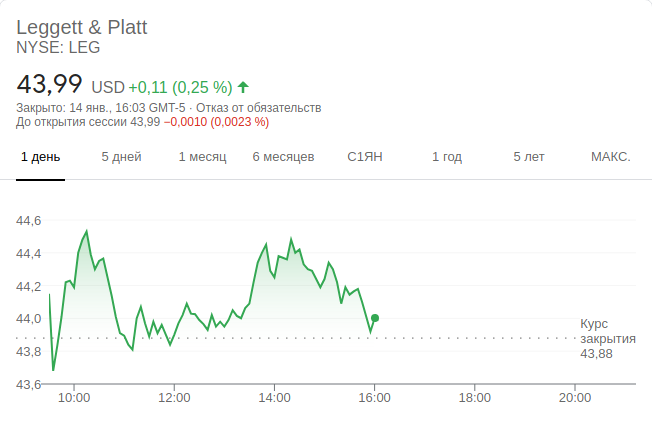 Leggett & Platt
NYSE: LEG
43,99 USD +0,11 (0,25 %)
Закрыто: 14 янв., 16:03 GMT-5 · Отказ от обязательств
До открытия сессии 43,99 −0,0010 (0,0023 %)
1 день 5 дней 1 месяц 6 месяцев С1ЯН 1 год 5 лет МАКС.
44,6
44,4
44,2
44,0
43,8
43,6
Курс
закрытия
43,88
10:00 12:00 14:00 16:00 18:00 20:00